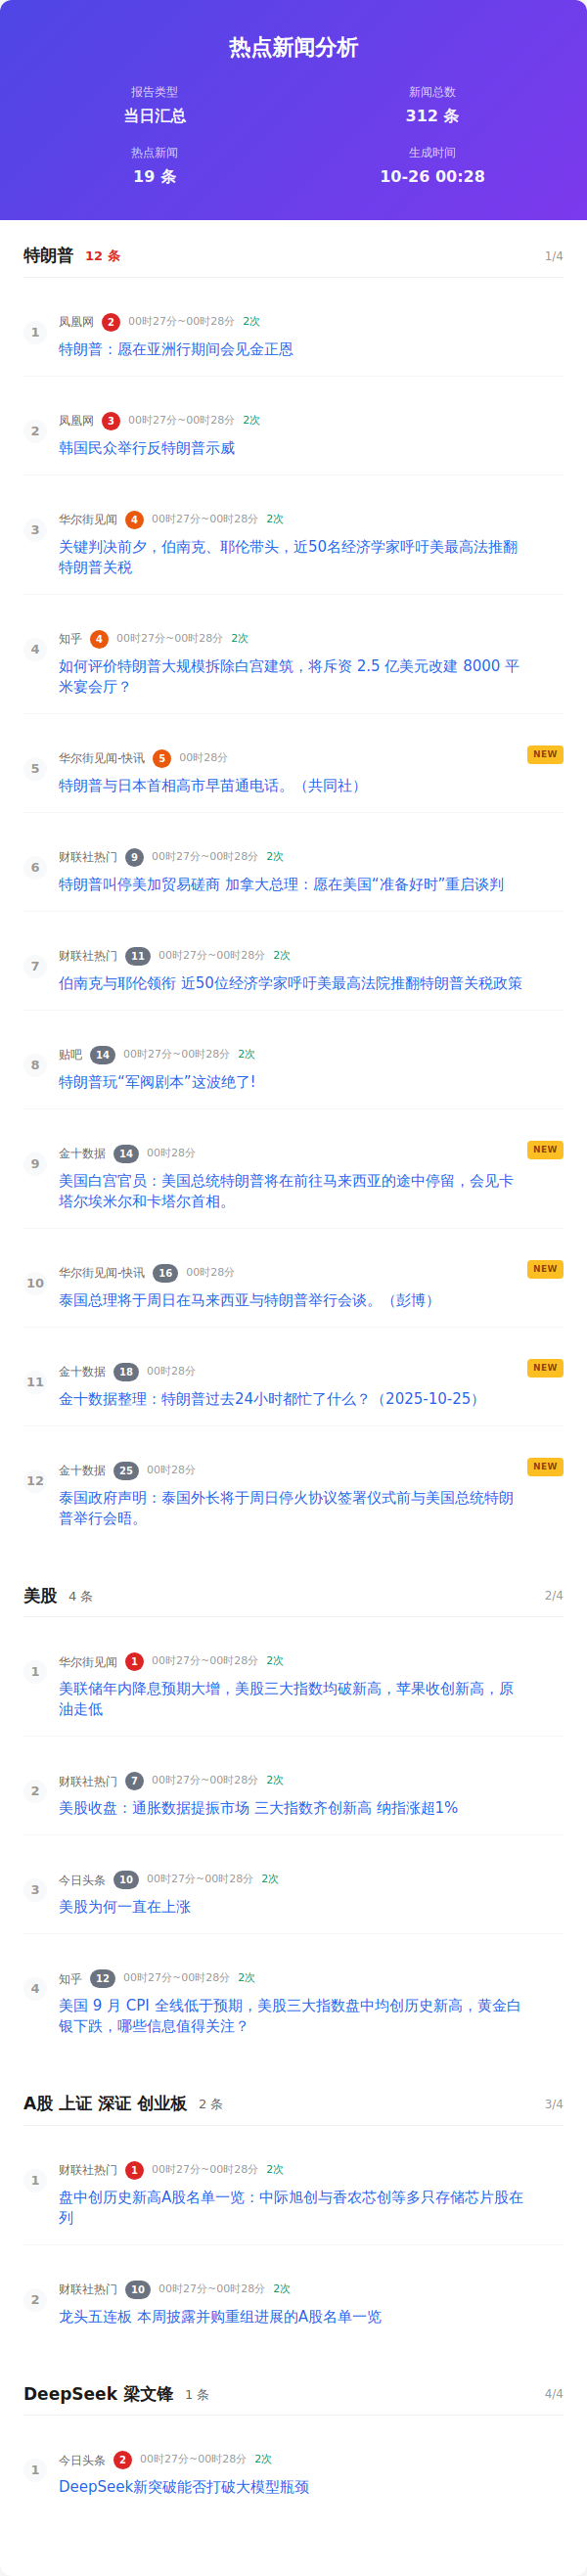 热点新闻分析
报告类型
当日汇总
新闻总数
312 条
热点新闻
19 条
生成时间
10-26 00:28
特朗普 12 条 1/4
1 凤凰网 2 00时27分~00时28分 2次
特朗普：愿在亚洲行期间会见金正恩
2 凤凰网 3 00时27分~00时28分 2次
韩国民众举行反特朗普示威
3 华尔街见闻 4 00时27分~00时28分 2次
关键判决前夕，伯南克、耶伦带头，近50名经济学家呼吁美最高法推翻
特朗普关税
4 知乎 4 00时27分~00时28分 2次
如何评价特朗普大规模拆除白宫建筑，将斥资 2.5 亿美元改建 8000 平
米宴会厅？
5 华尔街见闻-快讯 5 00时28分 NEW
特朗普与日本首相高市早苗通电话。（共同社）
6 财联社热门 9 00时27分~00时28分 2次
特朗普叫停美加贸易磋商 加拿大总理：愿在美国“准备好时”重启谈判
7 财联社热门 11 00时27分~00时28分 2次
伯南克与耶伦领衔 近50位经济学家呼吁美最高法院推翻特朗普关税政策
8 贴吧 14 00时27分~00时28分 2次
特朗普玩“军阀剧本”这波绝了!
9 金十数据 14 00时28分 NEW
美国白宫官员：美国总统特朗普将在前往马来西亚的途中停留，会见卡
塔尔埃米尔和卡塔尔首相。
10 华尔街见闻-快讯 16 00时28分 NEW
泰国总理将于周日在马来西亚与特朗普举行会谈。（彭博）
11 金十数据 18 00时28分 NEW
金十数据整理：特朗普过去24小时都忙了什么？（2025-10-25）
12 金十数据 25 00时28分 NEW
泰国政府声明：泰国外长将于周日停火协议签署仪式前与美国总统特朗
普举行会晤。
美股 4 条 2/4
1 华尔街见闻 1 00时27分~00时28分 2次
美联储年内降息预期大增，美股三大指数均破新高，苹果收创新高，原
油走低
2 财联社热门 7 00时27分~00时28分 2次
美股收盘：通胀数据提振市场 三大指数齐创新高 纳指涨超1%
3 今日头条 10 00时27分~00时28分 2次
美股为何一直在上涨
4 知乎 12 00时27分~00时28分 2次
美国 9 月 CPI 全线低于预期，美股三大指数盘中均创历史新高，黄金白
银下跌，哪些信息值得关注？
A股 上证 深证 创业板 2 条 3/4
1 财联社热门 1 00时27分~00时28分 2次
盘中创历史新高A股名单一览：中际旭创与香农芯创等多只存储芯片股在
列
2 财联社热门 10 00时27分~00时28分 2次
龙头五连板 本周披露并购重组进展的A股名单一览
DeepSeek 梁文锋 1 条 4/4
1 今日头条 2 00时27分~00时28分 2次
DeepSeek新突破能否打破大模型瓶颈